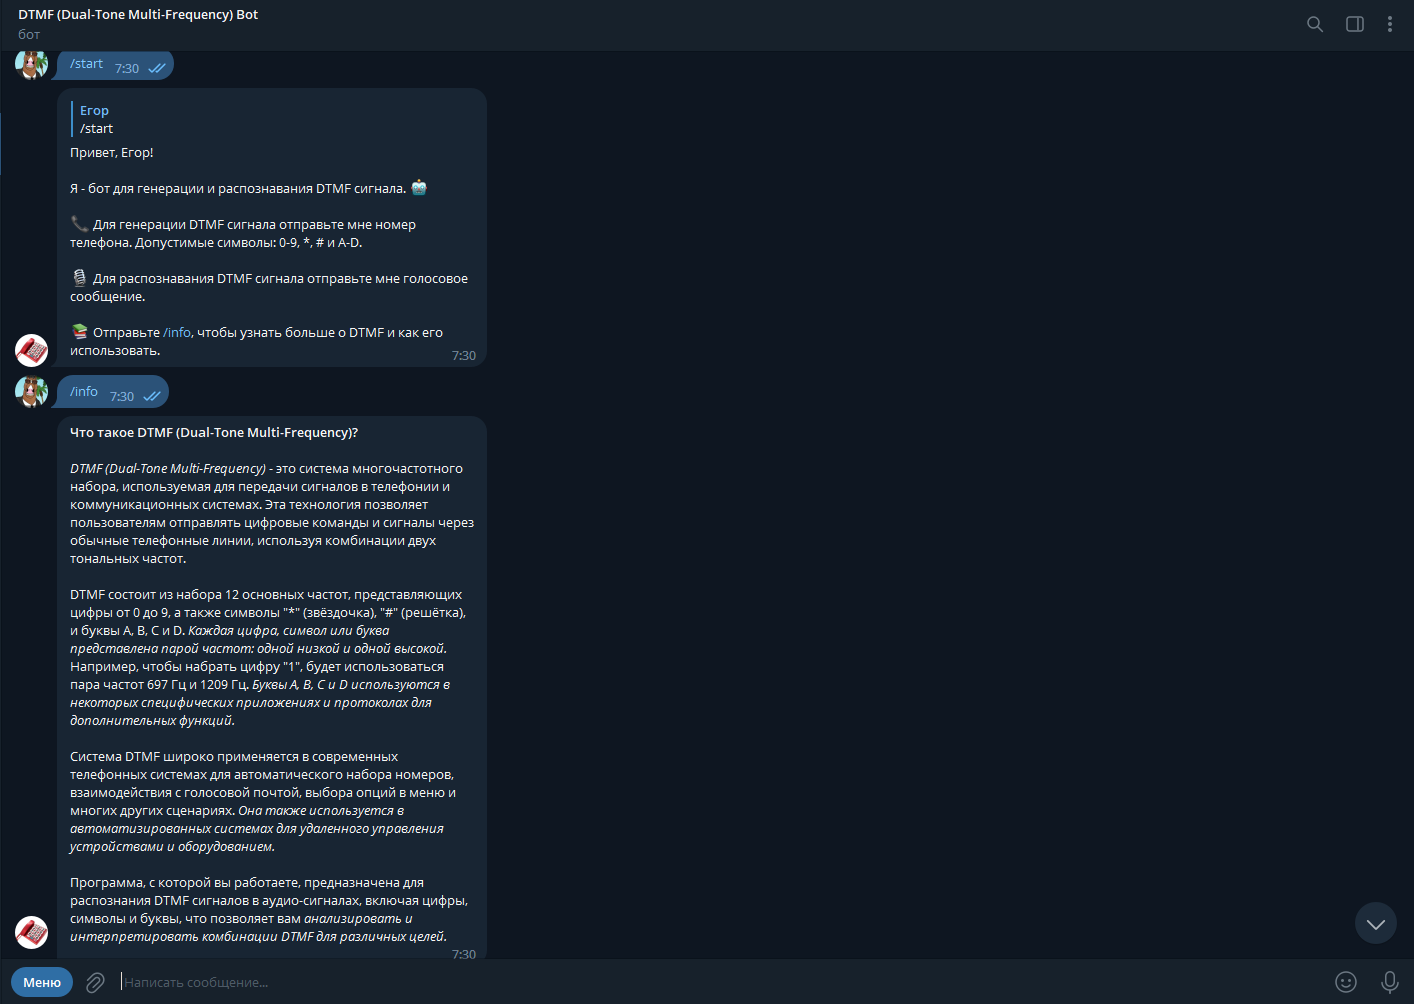 DTMF (Dual-Tone Multi-Frequency) Bot
бот
/start 7:30
Егор
/start
Привет, Егор!
Я - бот для генерации и распознавания DTMF сигнала. 🤖
📞 Для генерации DTMF сигнала отправьте мне номер
телефона. Допустимые символы: 0-9, *, # и A-D.
🎙 Для распознавания DTMF сигнала отправьте мне голосовое
сообщение.
📚 Отправьте /info, чтобы узнать больше о DTMF и как его
использовать.
7:30
/info 7:30
Что такое DTMF (Dual-Tone Multi-Frequency)?
DTMF (Dual-Tone Multi-Frequency) - это система многочастотного
набора, используемая для передачи сигналов в телефонии и
коммуникационных системах. Эта технология позволяет
пользователям отправлять цифровые команды и сигналы через
обычные телефонные линии, используя комбинации двух
тональных частот.
DTMF состоит из набора 12 основных частот, представляющих
цифры от 0 до 9, а также символы "*" (звёздочка), "#" (решётка),
и буквы A, B, C и D. Каждая цифра, символ или буква
представлена парой частот: одной низкой и одной высокой.
Например, чтобы набрать цифру "1", будет использоваться
пара частот 697 Гц и 1209 Гц. Буквы A, B, C и D используются в
некоторых специфических приложениях и протоколах для
дополнительных функций.
Система DTMF широко применяется в современных
телефонных системах для автоматического набора номеров,
взаимодействия с голосовой почтой, выбора опций в меню и
многих других сценариях. Она также используется в
автоматизированных системах для удаленного управления
устройствами и оборудованием.
Программа, с которой вы работаете, предназначена для
распознания DTMF сигналов в аудио-сигналах, включая цифры,
символы и буквы, что позволяет вам анализировать и
интерпретировать комбинации DTMF для различных целей.
7:30
Меню
Написать сообщение...